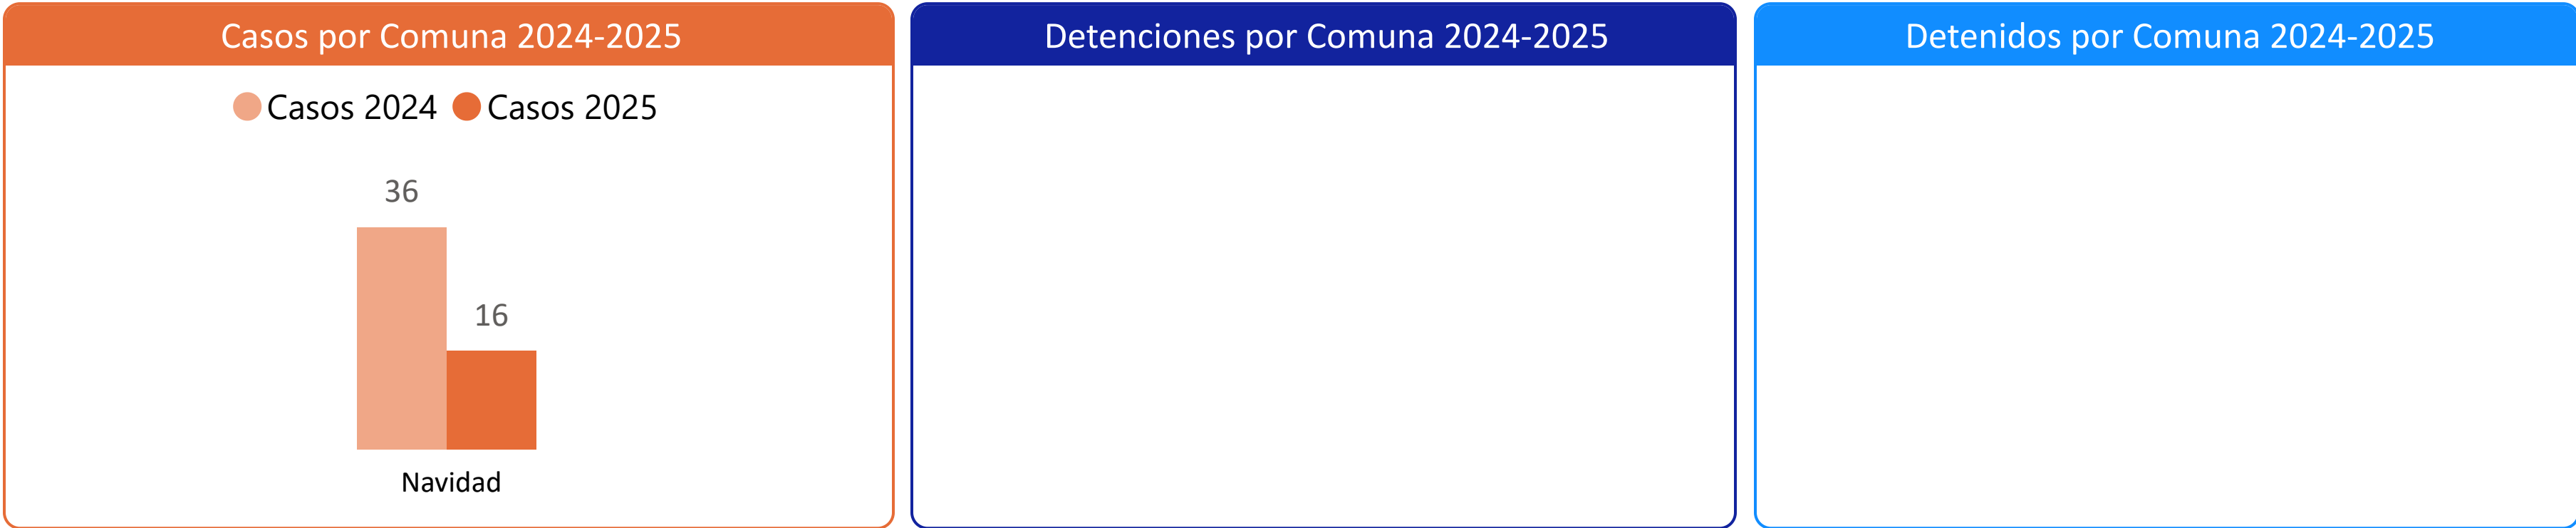 Casos por Comuna 2024-2025
Casos 2024 Casos 2025
36
16
Navidad
Detenciones por Comuna 2024-2025
Detenidos por Comuna 2024-2025